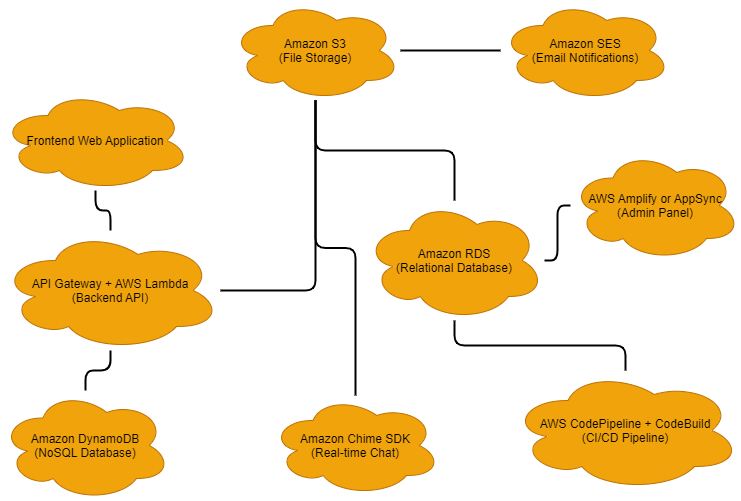 Amazon S3
(File Storage)
Amazon SES
(Email Notifications)
Frontend Web Application
AWS Amplify or AppSync
(Admin Panel)
Amazon RDS
(Relational Database)
API Gateway + AWS Lambda
(Backend API)
Amazon DynamoDB
(NoSQL Database)
Amazon Chime SDK
(Real-time Chat)
AWS CodePipeline + CodeBuild
(CI/CD Pipeline)